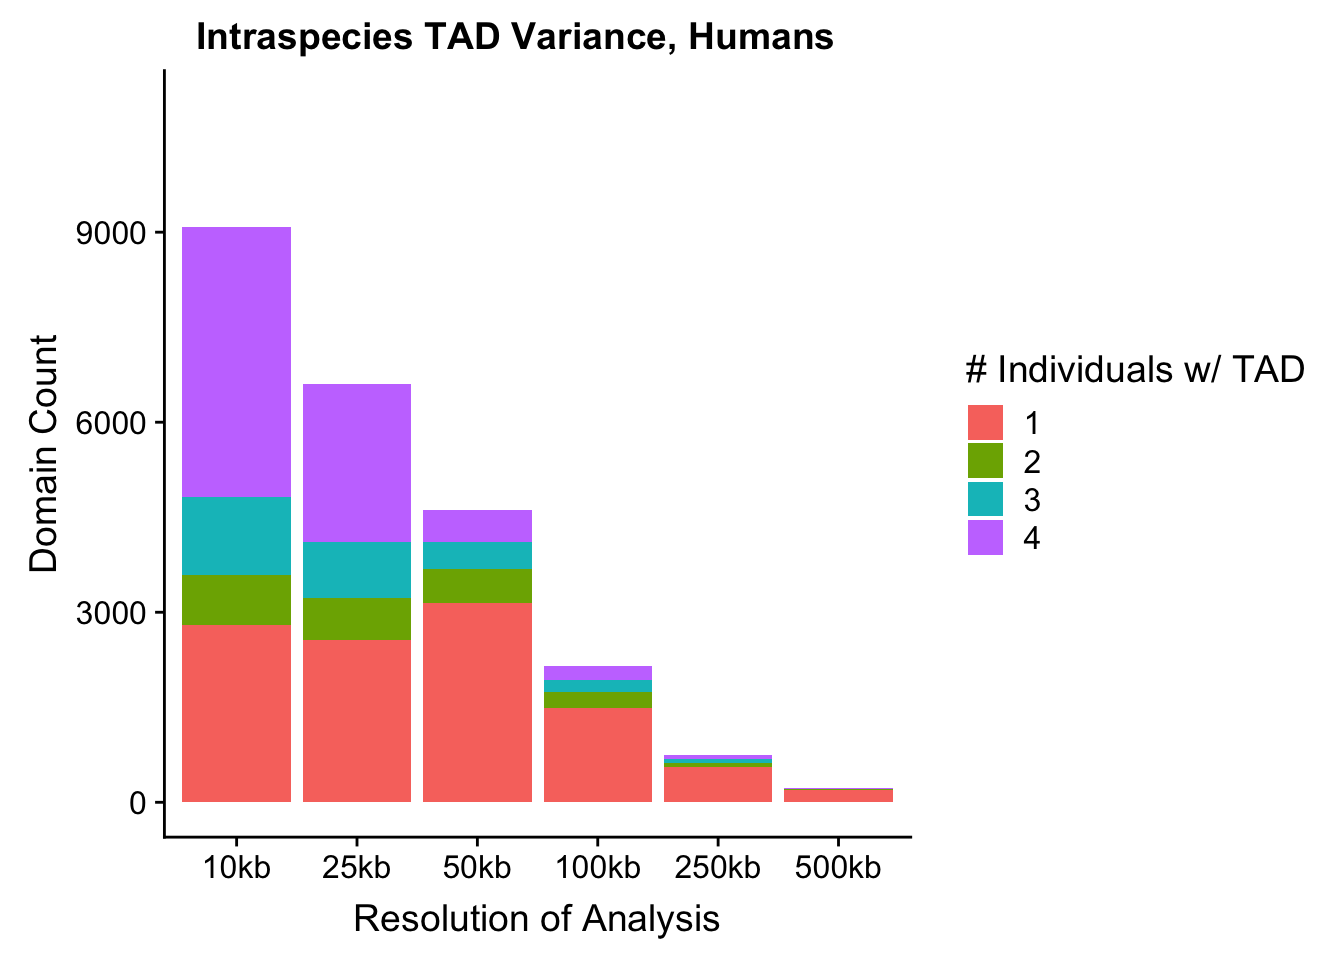 Intraspecies TAD Variance, Humans
Domain Count
9000
6000
3000
0
10kb 25kb 50kb 100kb 250kb 500kb
Resolution of Analysis
# Individuals w/ TAD
1
2
3
4